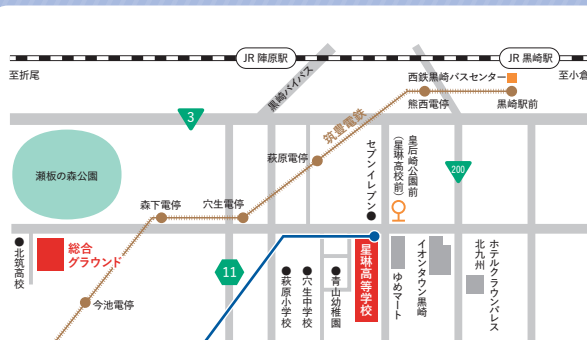 JR 陣原駅
JR 黒崎駅
至折尾
至小倉
西鉄黒崎バスセンター
黒崎バイパス
熊西電停
黒崎駅前
3
筑豊電鉄
セブンイレブン
皇后崎公園前
(星琳高校前)
萩原電停
200
瀬板の森公園
森下電停
穴生電停
北筑高校
総合
グラウンド
11
萩原小学校
穴生中学校
青山幼稚園
星琳高等学校
ゆめマート
イオンタウン黒崎
ホテルクラウンパレス
北九州
今池電停